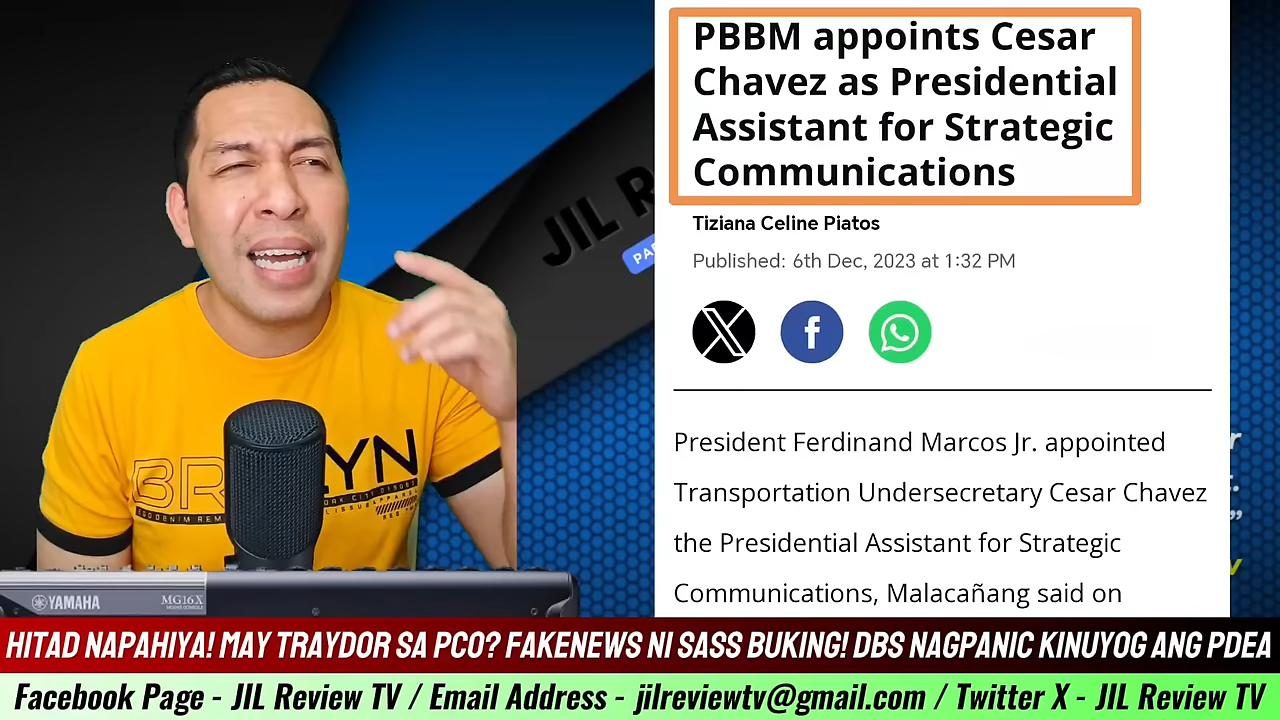 PBBM appoints Cesar
Chavez as Presidential
Assistant for Strategic
Communications
Tiziana Celine Piatos
Published: 6th Dec, 2023 at 1:32 PM
President Ferdinand Marcos Jr. appointed
Transportation Undersecretary Cesar Chavez
the Presidential Assistant for Strategic
Communications, Malacañang said on
JIL
YAMAHA
MG16X
HITAD NAPAHIYA! MAY TRAYDOR SA PCO? FAKENEWS NI SASS BUKING! DBS NAGPANIC KINUYOG ANG PDEA
Facebook Page - JIL Review TV / Email Address - jilreviewtv@gmail.com / Twitter X - JIL Review TV